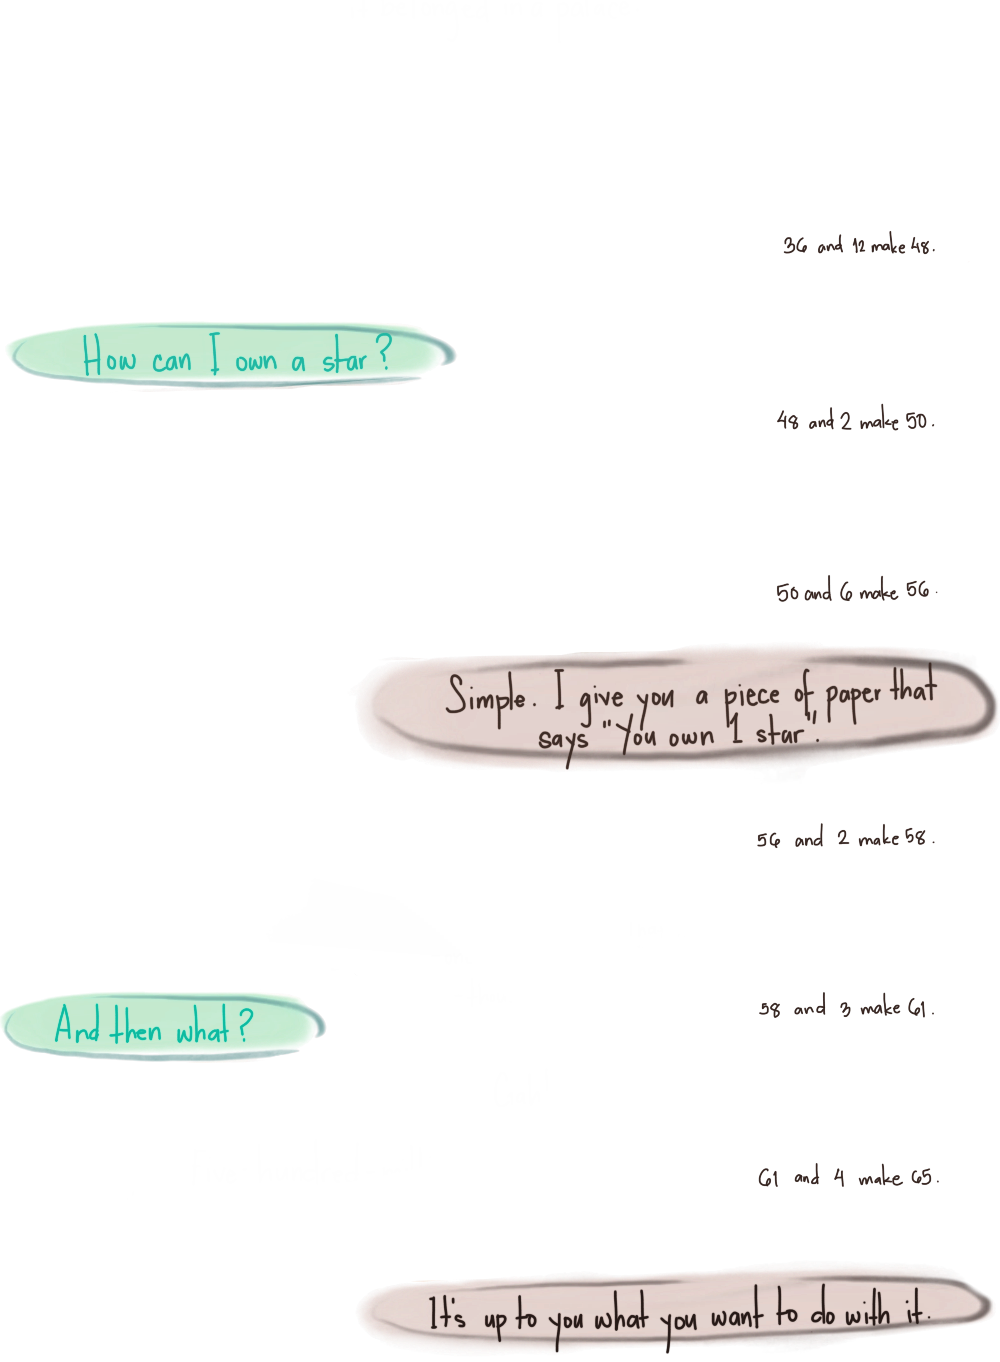 36 and 12 make 48.
How can I own a star?
48 and 2 make 50.
50 and 6 make 56.
Simple. I give you a piece of paper that
says "You own 1 star".
56 and 2 make 58.
And then what?
58 and 3 make 61.
61 and 4 make 65.
It's up to you what you want to do with it.